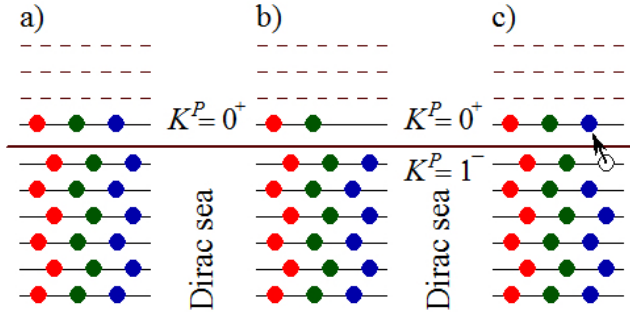 a)
b)
c)
K^P= 0^+
K^P= 0^+
K^P= 1^-
Dirac sea
Dirac sea